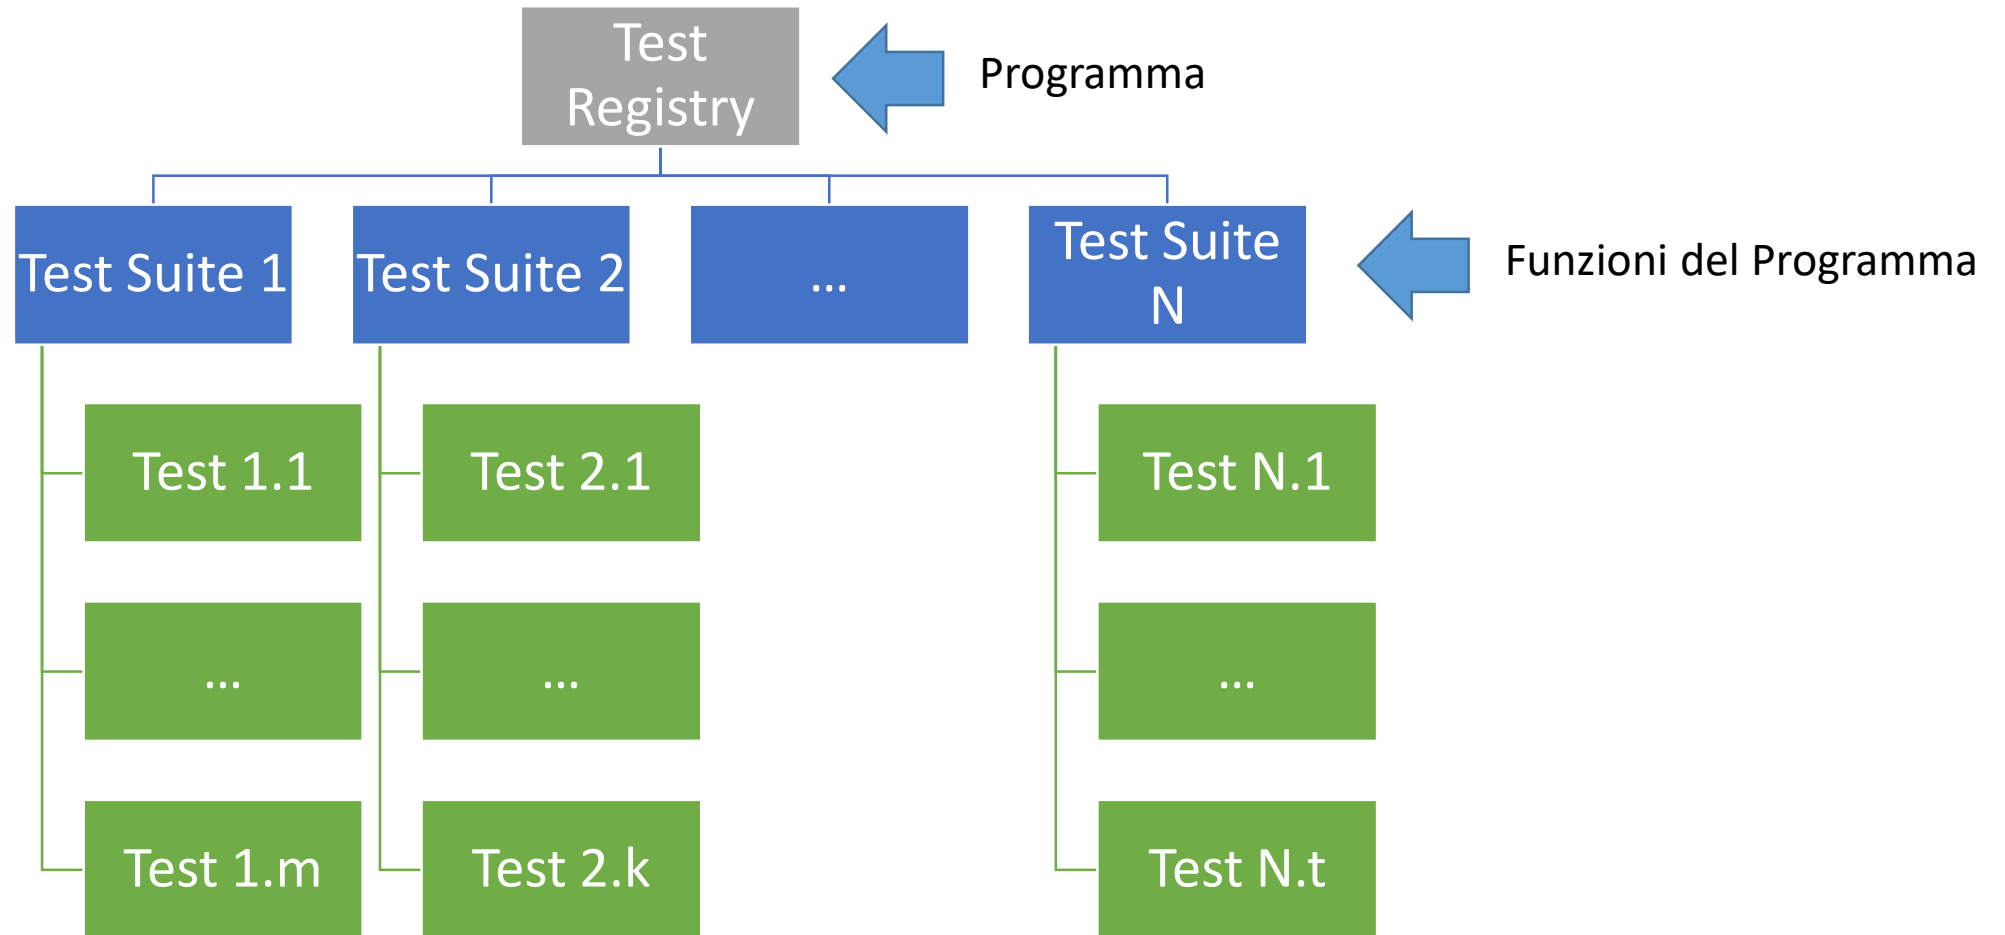 Test
Registry
Programma
Test Suite 1
Test Suite 2
...
Test Suite
N
Funzioni del Programma
Test 1.1
Test 2.1
Test N.1
...
...
...
Test 1.m
Test 2.k
Test N.t